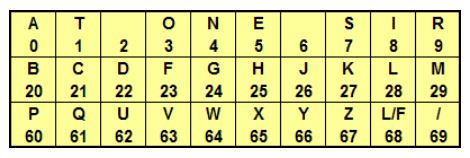 A T O N E S I R
0 1 2 3 4 5 6 7 8 9
B C D F G H J K L M
20 21 22 23 24 25 26 27 28 29
P Q U V W X Y Z L/F /
60 61 62 63 64 65 66 67 68 69